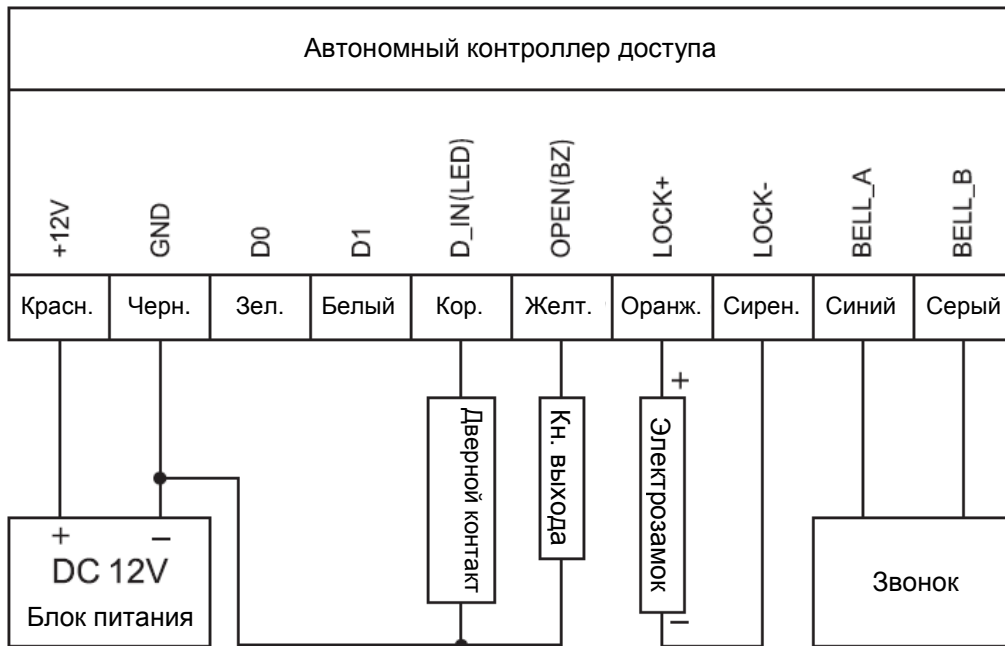 Автономный контроллер доступа
+12V
GND
D0
D1
D_IN(LED)
OPEN(BZ)
LOCK+
LOCK-
BELL_A
BELL_B
Красн.
Черн.
Зел.
Белый
Кор.
Желт.
Оранж.
Сирен.
Синий
Серый
+ −
DC 12V
Блок питания
Дверной контакт
Кн. выхода
+
Электрозамок
−
Звонок